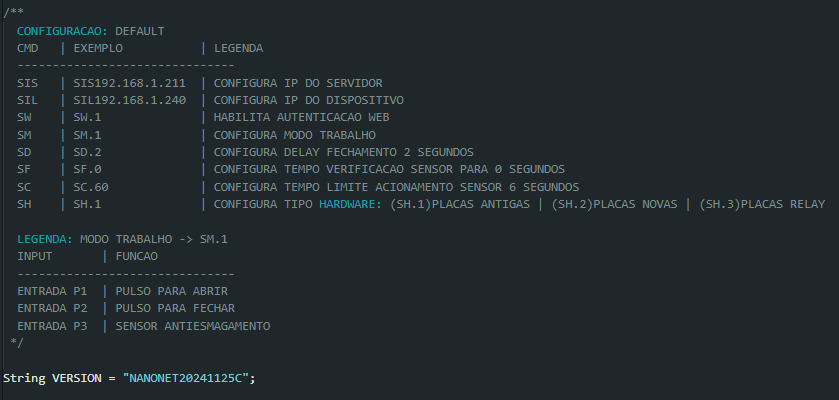 /**
CONFIGURACAO: DEFAULT
CMD | EXEMPLO | LEGENDA
-------------------------------
SIS | SIS192.168.1.211 | CONFIGURA IP DO SERVIDOR
SIL | SIL192.168.1.240 | CONFIGURA IP DO DISPOSITIVO
SW | SW.1 | HABILITA AUTENTICACAO WEB
SM | SM.1 | CONFIGURA MODO TRABALHO
SD | SD.2 | CONFIGURA DELAY FECHAMENTO 2 SEGUNDOS
SF | SF.0 | CONFIGURA TEMPO VERIFICACAO SENSOR PARA 0 SEGUNDOS
SC | SC.60 | CONFIGURA TEMPO LIMITE ACIONAMENTO SENSOR 6 SEGUNDOS
SH | SH.1 | CONFIGURA TIPO HARDWARE: (SH.1)PLACAS ANTIGAS | (SH.2)PLACAS NOVAS | (SH.3)PLACAS RELAY
LEGENDA: MODO TRABALHO -> SM.1
INPUT | FUNCAO
-------------------------------
ENTRADA P1 | PULSO PARA ABRIR
ENTRADA P2 | PULSO PARA FECHAR
ENTRADA P3 | SENSOR ANTIESMAGAMENTO
*/
String VERSION = "NANONET20241125C";